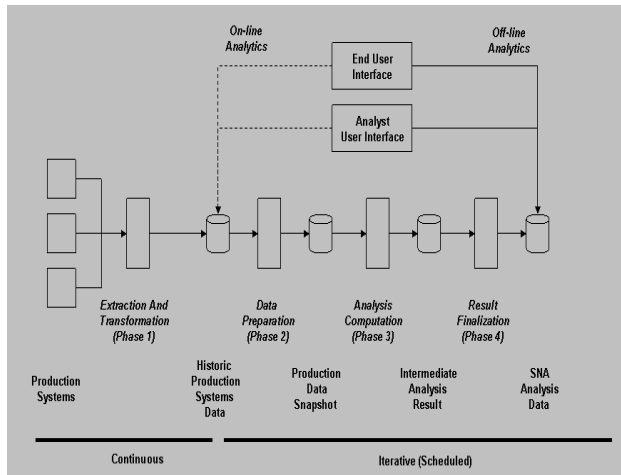 On-line
Analytics
Off-line
Analytics
End User
Interface
Analyst
User Interface
Extraction And
Transformation
(Phase 1)
Data
Preparation
(Phase 2)
Analysis
Computation
(Phase 3)
Result
Finalization
(Phase 4)
Production
Systems
Historic
Production
Systems
Data
Production
Data
Snapshot
Intermediate
Analysis
Result
SNA
Analysis
Data
Continuous
Iterative (Scheduled)